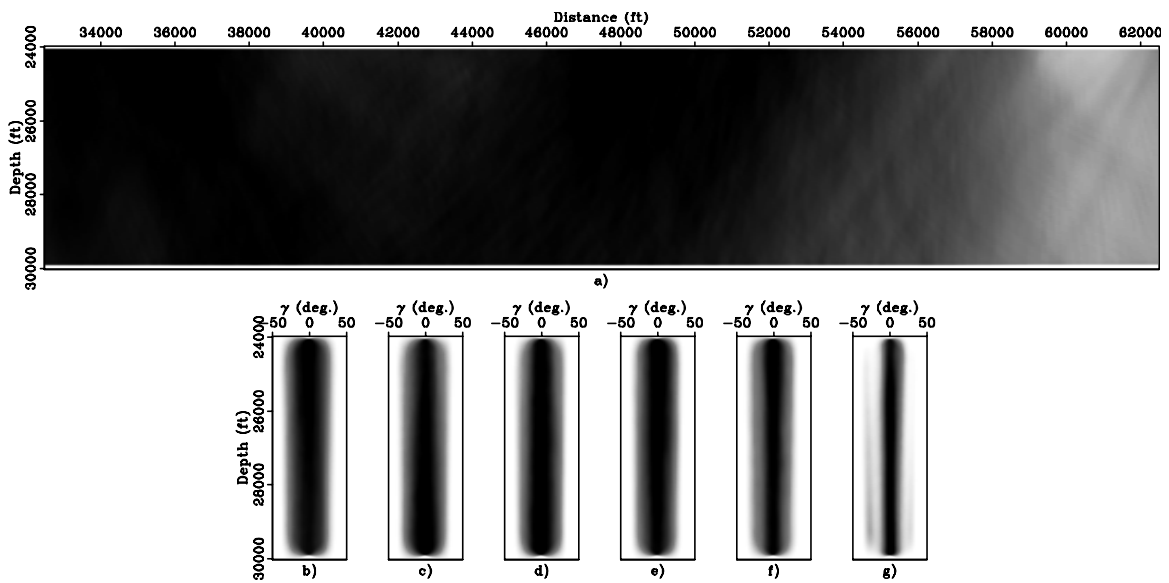 Distance (ft)
34000 36000 38000 40000 42000 44000 46000 48000 50000 52000 54000 56000 58000 60000 62000
Depth (ft)
24000 26000 28000 30000
a)
γ (deg.) γ (deg.) γ (deg.) γ (deg.) γ (deg.) γ (deg.)
−50 0 50 −50 0 50 −50 0 50 −50 0 50 −50 0 50 −50 0 50
Depth (ft)
24000 26000 28000 30000
b) c) d) e) f) g)